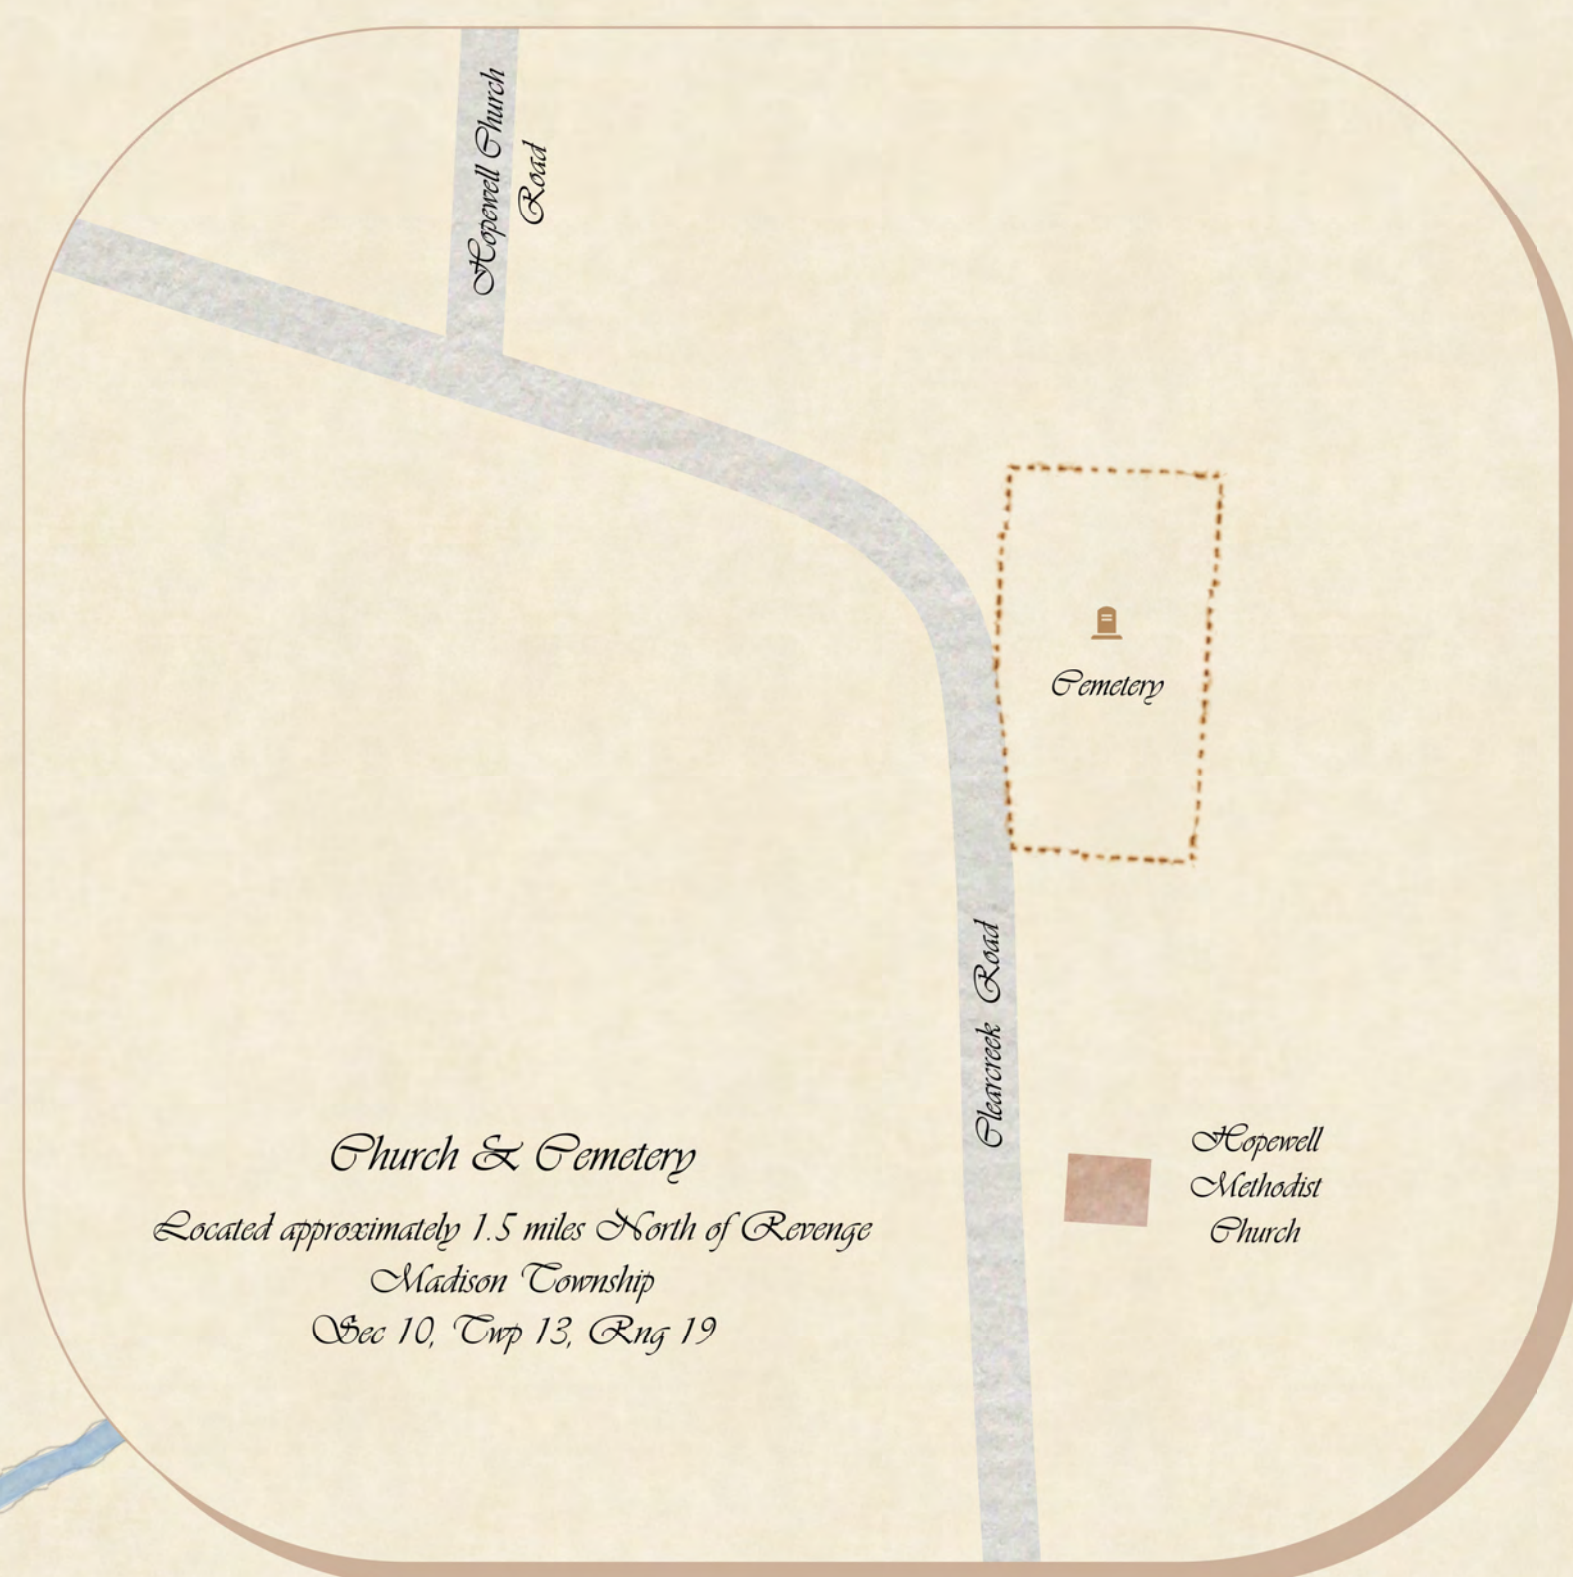 Hopewell Church
Road
Cemetery
Clearcreek Road
Hopewell
Methodist
Church
Church & Cemetery
Located approximately 1.5 miles North of Revenge
Madison Township
Sec 10, Twp 13, Rng 19